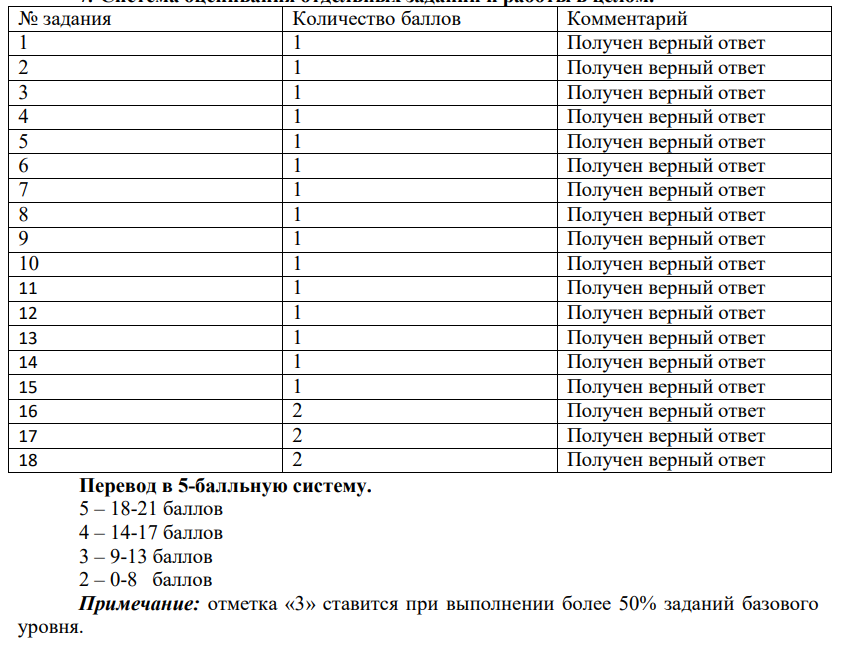 7. Система оценивания отдельных заданий и работы в целом.
№ задания Количество баллов Комментарий
1 1 Получен верный ответ
2 1 Получен верный ответ
3 1 Получен верный ответ
4 1 Получен верный ответ
5 1 Получен верный ответ
6 1 Получен верный ответ
7 1 Получен верный ответ
8 1 Получен верный ответ
9 1 Получен верный ответ
10 1 Получен верный ответ
11 1 Получен верный ответ
12 1 Получен верный ответ
13 1 Получен верный ответ
14 1 Получен верный ответ
15 1 Получен верный ответ
16 2 Получен верный ответ
17 2 Получен верный ответ
18 2 Получен верный ответ
Перевод в 5-балльную систему.
5 – 18-21 баллов
4 – 14-17 баллов
3 – 9-13 баллов
2 – 0-8 баллов
Примечание: отметка «3» ставится при выполнении более 50% заданий базового
уровня.